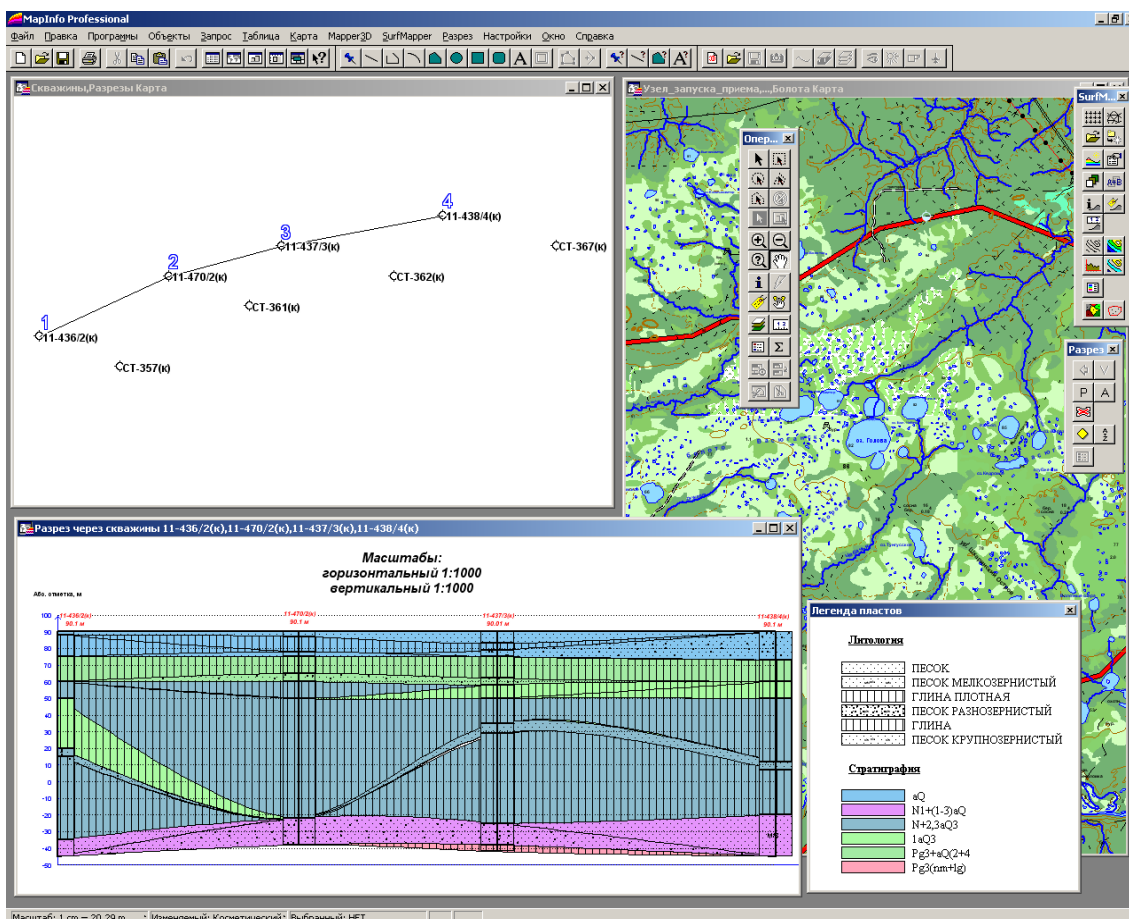 MapInfo Professional
Файл Правка Программы Объекты Запрос Таблица Карта Mapper3D SurfMapper Разрез Настройки Окно Справка
Скважины,Разрезы Карта
4
11-438/4(к)
3
11-437/3(к)
СТ-367(к)
2
11-470/2(к)
СТ-362(к)
СТ-361(к)
1
11-436/2(к)
СТ-357(к)
Узел_запуска_приема,...,Болота Карта
Опер...
SurfM...
Разрез
P A
оз. Голова
Разрез через скважины 11-436/2(к),11-470/2(к),11-437/3(к),11-438/4(к)
Масштабы:
горизонтальный 1:1000
вертикальный 1:1000
Абс. отметка, м
11-436/2(к)
90.1 м
11-470/2(к)
90.1 м
11-437/3(к)
90.01 м
11-438/4(к)
90.1 м
100
90
80
70
60
50
40
30
20
10
0
-10
-20
-30
-40
-50
Легенда пластов
Литология
ПЕСОК
ПЕСОК МЕЛКОЗЕРНИСТЫЙ
ГЛИНА ПЛОТНАЯ
ПЕСОК РАЗНОЗЕРНИСТЫЙ
ГЛИНА
ПЕСОК КРУПНОЗЕРНИСТЫЙ
Стратиграфия
aQ
N1+(1-3)aQ
N+2,3aQ3
1aQ3
Pg3+aQ(2+4
Pg3(nm+lg)
Масштаб: 1 cm = 20,29 m Изменяемый: Косметический Выбранный: НЕТ